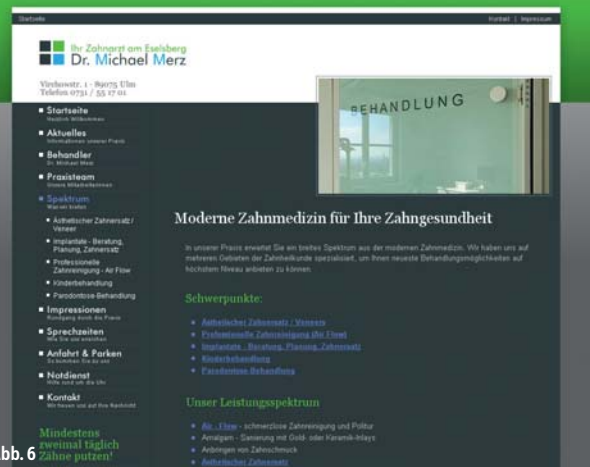 Startseite
Kontakt | Impressum
Ihr Zahnarzt am Eselsberg
Dr. Michael Merz
Virchowstr. 1 - 89075 Ulm
Telefon 0731 / 55 17 01
BEHANDLUNG
Startseite
Herzlich Willkommen
Aktuelles
Informationen unserer Praxis
Behandler
Dr. Michael Merz
Praxisteam
Unsere Mitarbeiterinnen
Spektrum
Was wir bieten
Ästhetischer Zahnersatz /
Veneer
Implantate - Beratung,
Planung, Zahnersatz
Professionelle
Zahnreinigung - Air Flow
Kinderbehandlung
Parodontose-Behandlung
Impressionen
Rundgang durch die Praxis
Sprechzeiten
Wie Sie uns erreichen
Anfahrt & Parken
So kommen Sie zu uns
Notdienst
Hilfe rund um die Uhr
Kontakt
Wir freuen uns auf Ihre Nachricht
Mindestens
zweimal täglich
Zähne putzen!
Moderne Zahnmedizin für Ihre Zahngesundheit
In unserer Praxis erwartet Sie ein breites Spektrum aus der modernen Zahnmedizin. Wir haben uns auf
mehreren Gebieten der Zahnheilkunde spezialisiert, um Ihnen neueste Behandlungsmöglichkeiten auf
höchstem Niveau anbieten zu können.
Schwerpunkte:
Ästhetischer Zahnersatz / Veneers
Professionelle Zahnreinigung (Air Flow)
Implantate - Beratung, Planung, Zahnersatz
Kinderbehandlung
Parodontose-Behandlung
Unser Leistungsspektrum
Air - Flow - schmerzlose Zahnreinigung und Politur
Amalgam - Sanierung mit Gold- oder Keramik-Inlays
Anbringen von Zahnschmuck
Ästhetischer Zahnersatz
bb. 6